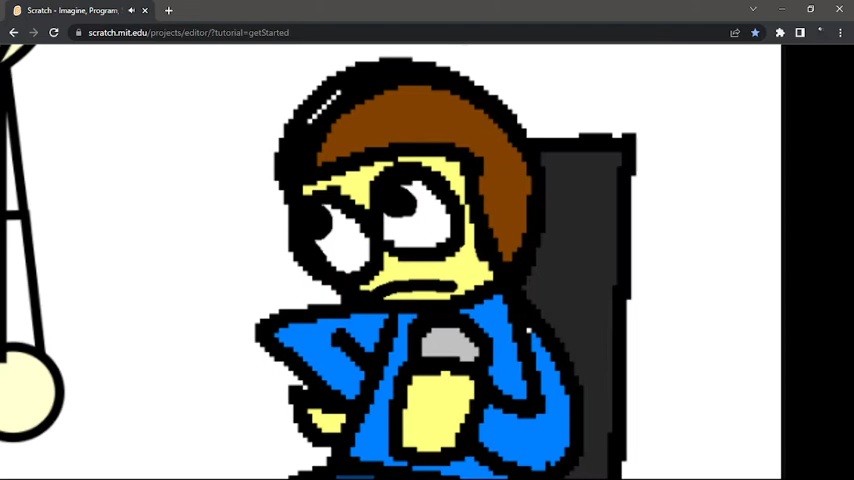 Scratch - Imagine, Program,
scratch.mit.edu/projects/editor/?tutorial=getStarted